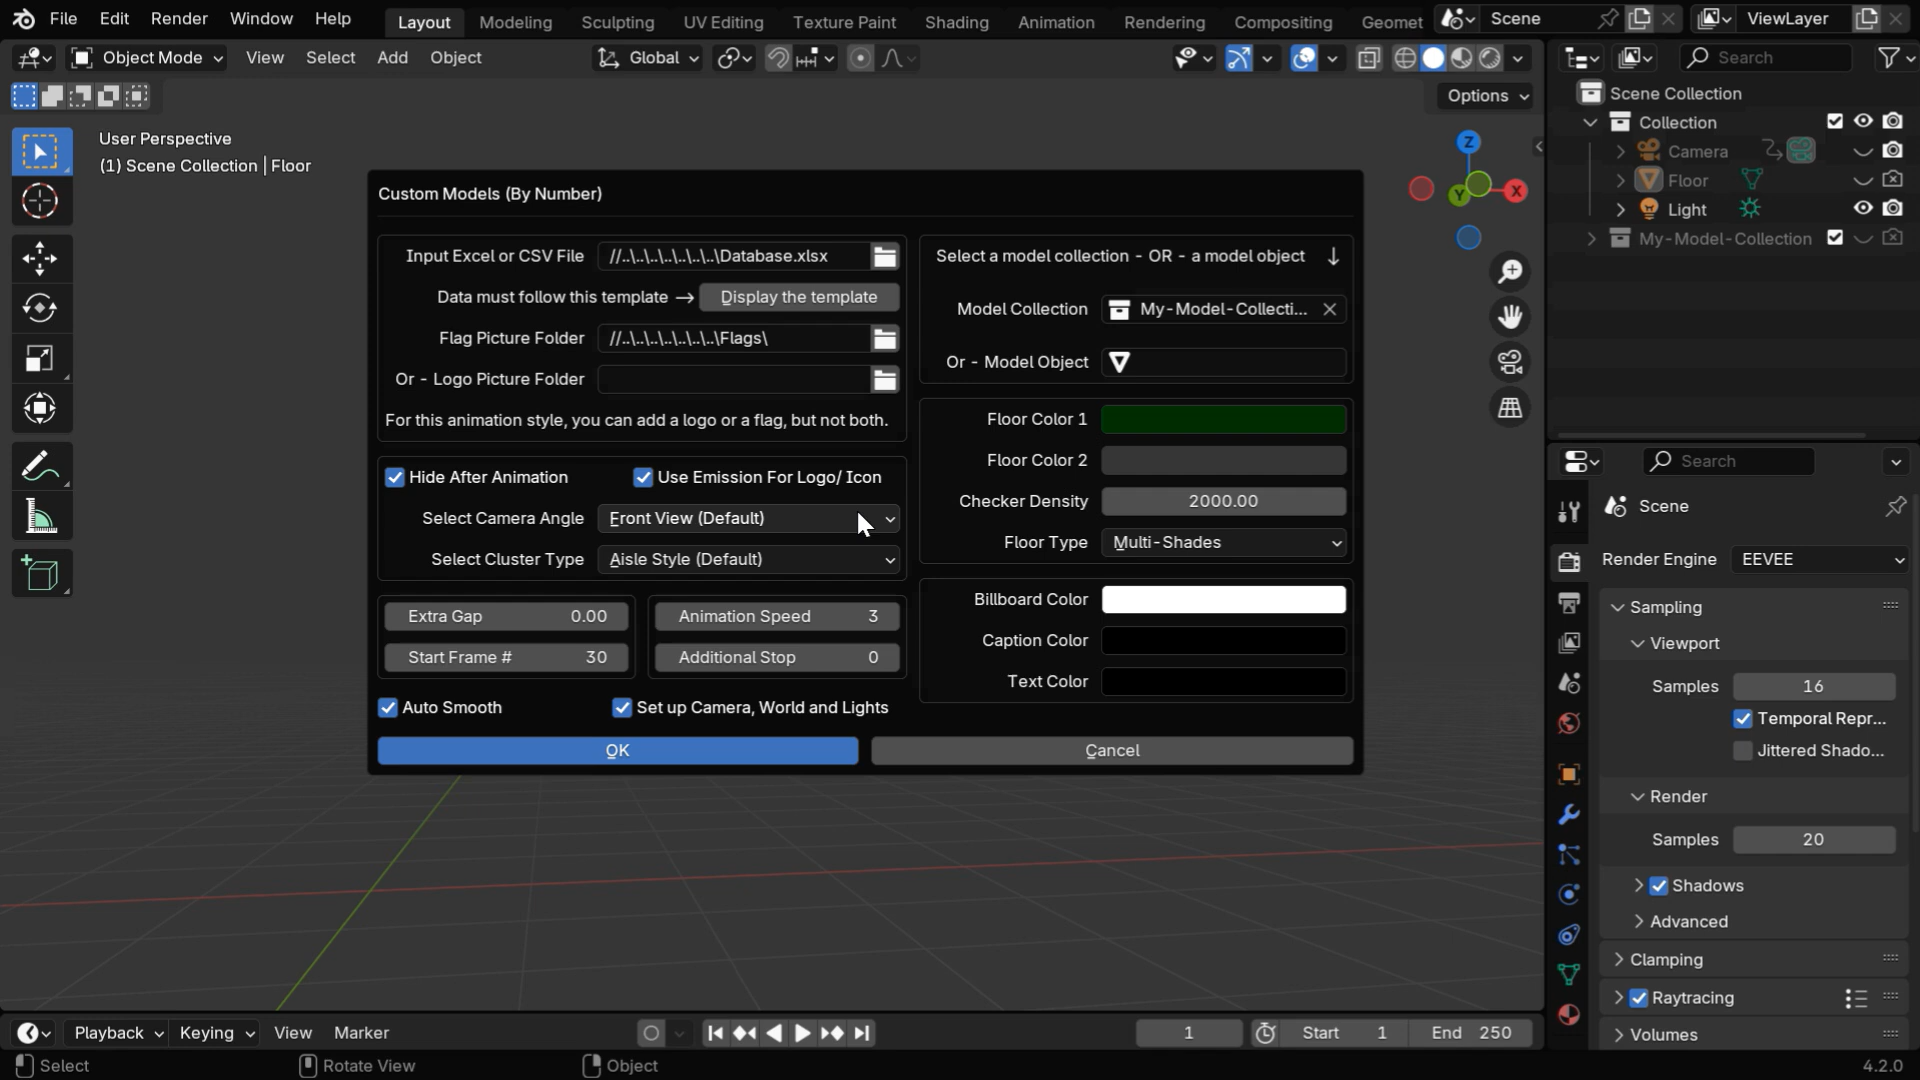 File Edit Render Window Help
Layout Modeling Sculpting UV Editing Texture Paint Shading Animation Rendering Compositing Geomet
Scene
ViewLayer
Object Mode View Select Add Object
Global
Search
Options
User Perspective
(1) Scene Collection | Floor
Z
X
Y
Scene Collection
Collection
Camera
Floor
Light
My-Model-Collection
Custom Models (By Number)
Input Excel or CSV File //..\..\..\..\..\..\Database.xlsx
Data must follow this template → Display the template
Flag Picture Folder //..\..\..\..\..\..\Flags\
Or - Logo Picture Folder
For this animation style, you can add a logo or a flag, but not both.
Hide After Animation Use Emission For Logo/ Icon
Select Camera Angle Front View (Default)
Select Cluster Type Aisle Style (Default)
Extra Gap 0.00 Animation Speed 3
Start Frame # 30 Additional Stop 0
Auto Smooth Set up Camera, World and Lights
Select a model collection - OR - a model object ↓
Model Collection My-Model-Collecti...
Or - Model Object
Floor Color 1
Floor Color 2
Checker Density 2000.00
Floor Type Multi-Shades
Billboard Color
Caption Color
Text Color
OK Cancel
Search
Scene
Render Engine EEVEE
Sampling
Viewport
Samples 16
Temporal Repr...
Jittered Shado...
Render
Samples 20
Shadows
Advanced
Clamping
Raytracing
Volumes
Playback Keying View Marker
1
Start 1 End 250
Select Rotate View Object
4.2.0